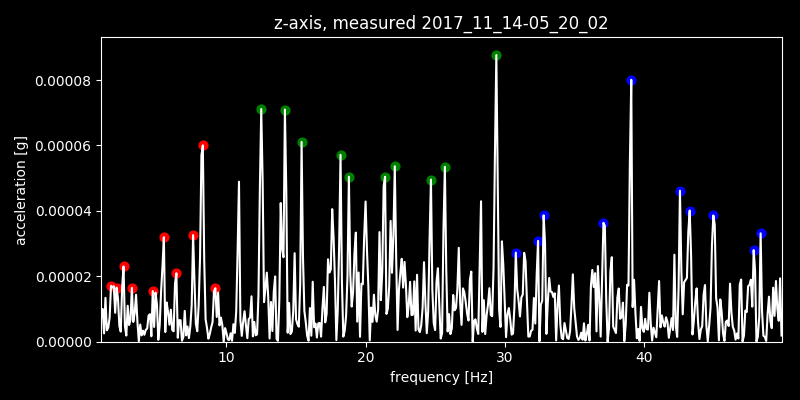 z-axis, measured 2017_11_14-05_20_02
0.00008
0.00006
0.00004
0.00002
0.00000
acceleration [g]
10 20 30 40
frequency [Hz]